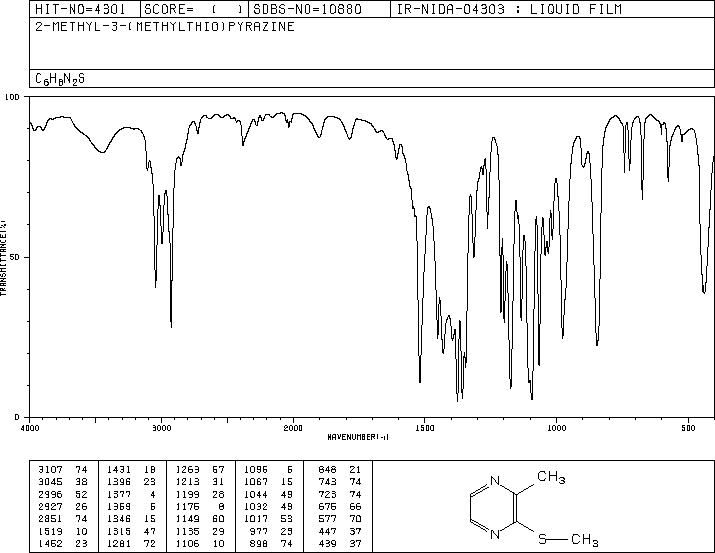 HIT-NO=4301 SCORE= ( ) SDBS-NO=10880 IR-NIDA-04303 : LIQUID FILM
2-METHYL-3-(METHYLTHIO)PYRAZINE
C6H8N2S
100
50
0
TRANSMITTANCE(%)
4000 3000 2000 1500 1000 500
WAVENUMBER(-1)
3107 74 1431 18 1263 57 1096 5 848 21
3045 38 1396 23 1213 31 1067 15 743 74
2996 52 1377 4 1199 28 1044 49 723 74
2927 26 1359 5 1175 8 1032 49 675 66
2851 74 1346 15 1149 60 1017 53 577 70
1519 10 1315 47 1135 29 977 23 447 37
1452 23 1281 72 1106 10 898 74 439 37
N
CH3
N
S
CH3